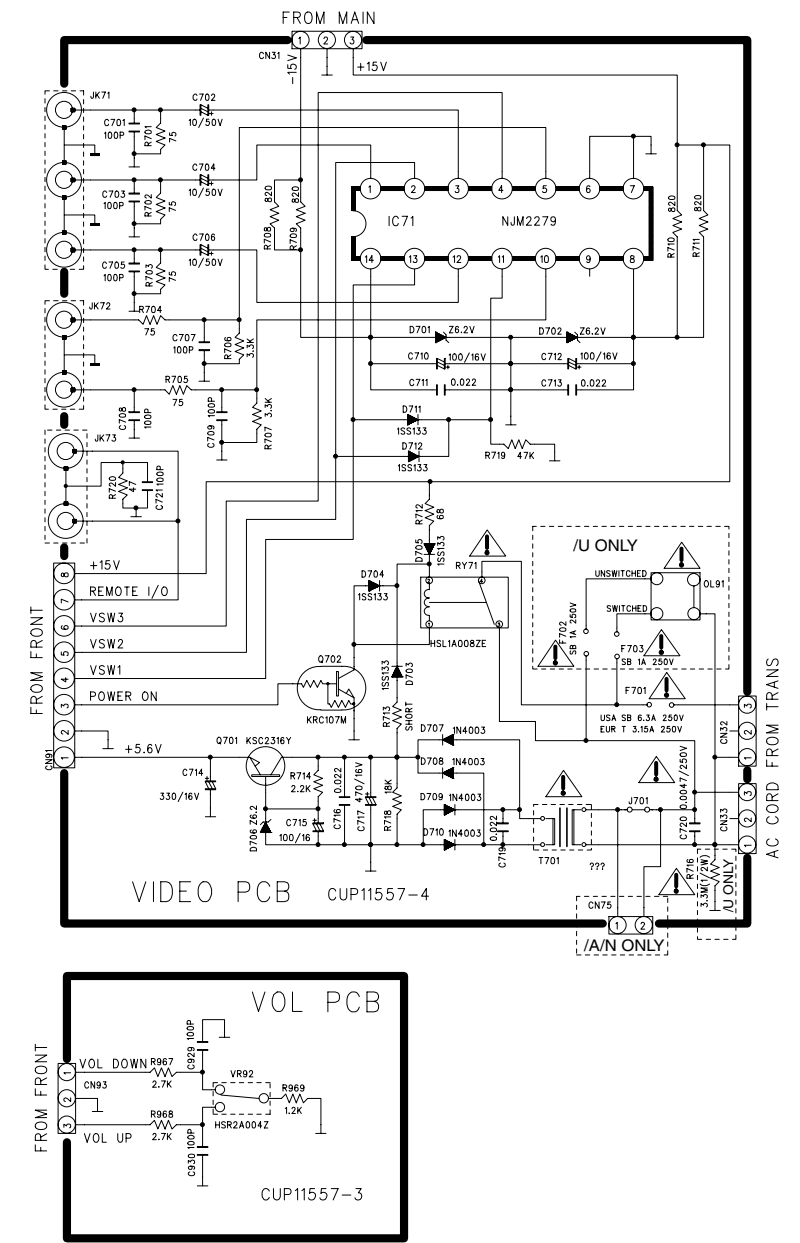 FROM MAIN
CN31
1 2 3
-15V
+15V
JK71
C701
100P
R701
75
C702
10/50V
C703
100P
R702
75
C704
10/50V
C705
100P
R703
75
C706
10/50V
R708 820
R709 820
1 2 3 4 5 6 7
IC71 NJM2279
14 13 12 11 10 9 8
R710 820
R711 820
JK72
R704
75
C707
100P
R706
3.3K
R705
75
C708
100P
C709 100P
R707 3.3K
D701 Z6.2V
D702 Z6.2V
C710 100/16V
C712 100/16V
C711 0.022
C713 0.022
D711
1SS133
D712
1SS133
R719 47K
JK73
R720
47
C721 100P
R712
68
D705
1SS133
D704
1SS133
RY71
HSL1A008ZE
/U ONLY
UNSWITCHED
SWITCHED
OL91
F702
SB 1A 250V
F703
SB 1A 250V
F701
USA SB 6.3A 250V
EUR T 3.15A 250V
FROM FRONT
CN91
8 +15V
7 REMOTE I/O
6 VSW3
5 VSW2
4 VSW1
3 POWER ON
2
1 +5.6V
Q702
KRC107M
1SS133
D703
R713
SHORT
FROM TRANS
CN32
3
2
1
C714
330/16V
Q701 KSC2316Y
D706 Z6.2
R714
2.2K
C715
100/16
C716 0.022
C717 470/16V
R718 18K
D707 1N4003
D708 1N4003
D709 1N4003
D710 1N4003
C719 0.022
T701
???
J701
C720 0.0047/250V
AC CORD
CN33
3
2
1
R716
3.3M(1/2W)
/U ONLY
CN75
1 2
/A/N ONLY
VIDEO PCB CUP11557-4
VOL PCB
FROM FRONT
CN93
1 VOL DOWN
2
3 VOL UP
R967
2.7K
R968
2.7K
C929 100P
C930 100P
VR92
HSR2A004Z
R969
1.2K
CUP11557-3